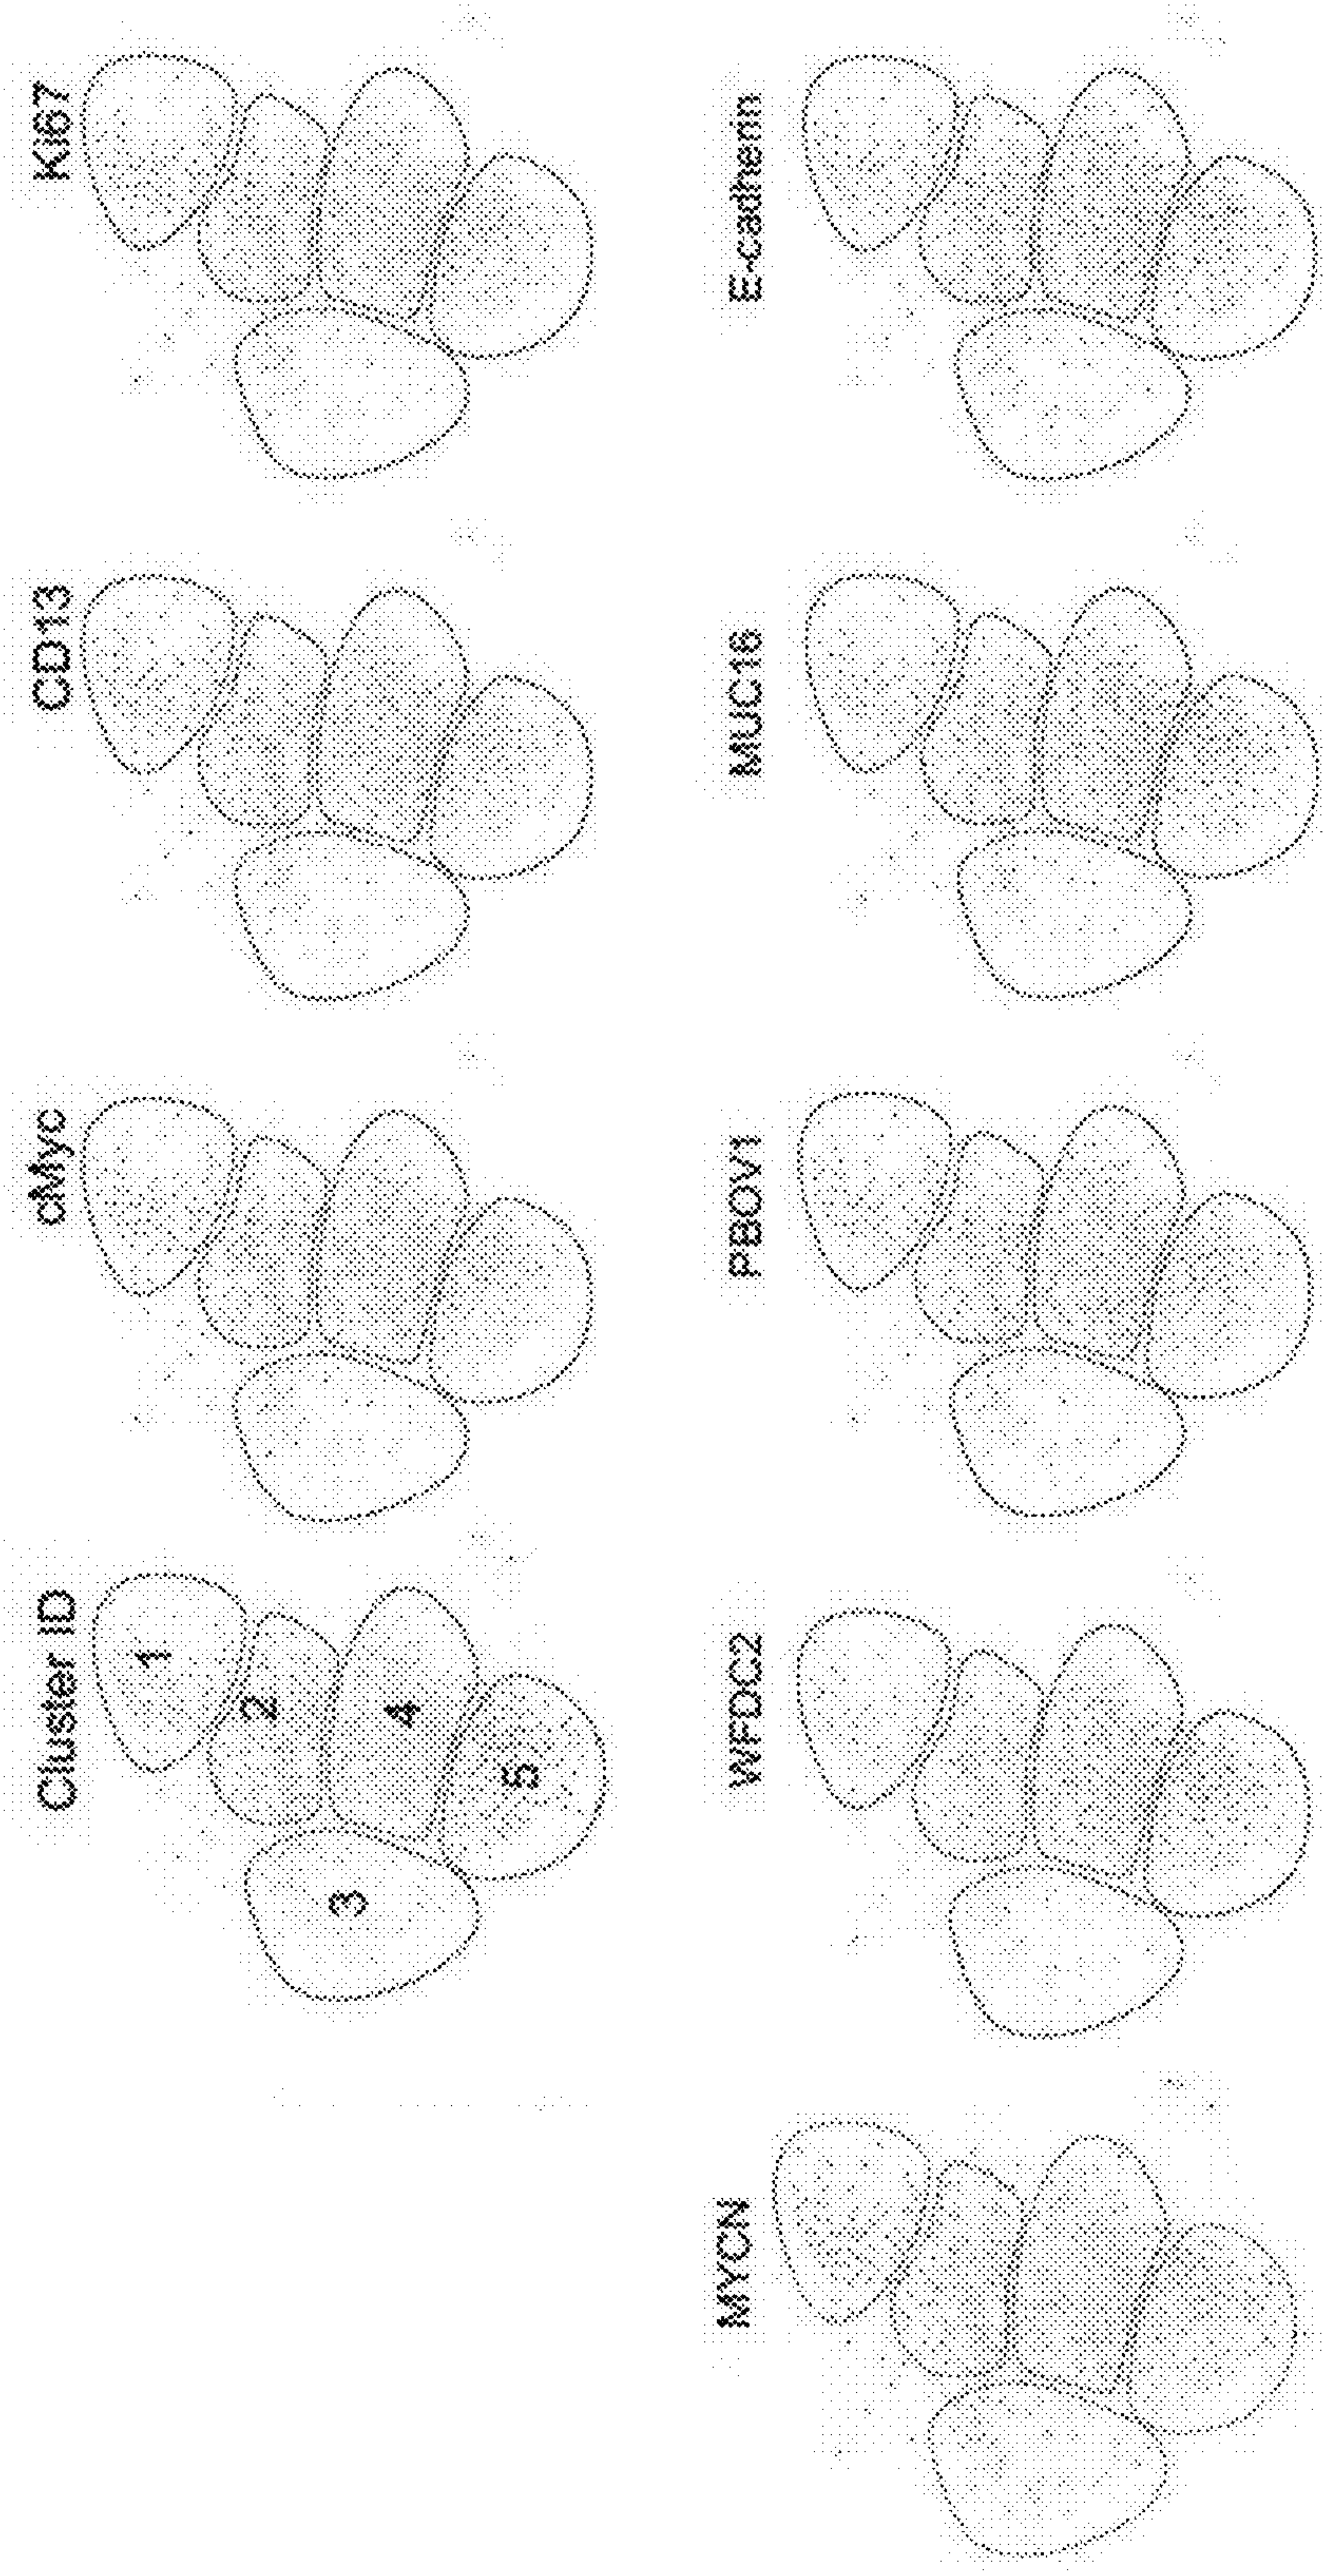 Cluster ID
cMyc
CD13
Ki67
1
2
3
4
5
MYCN
WFDC2
PBOV1
MUC16
E-cadherin